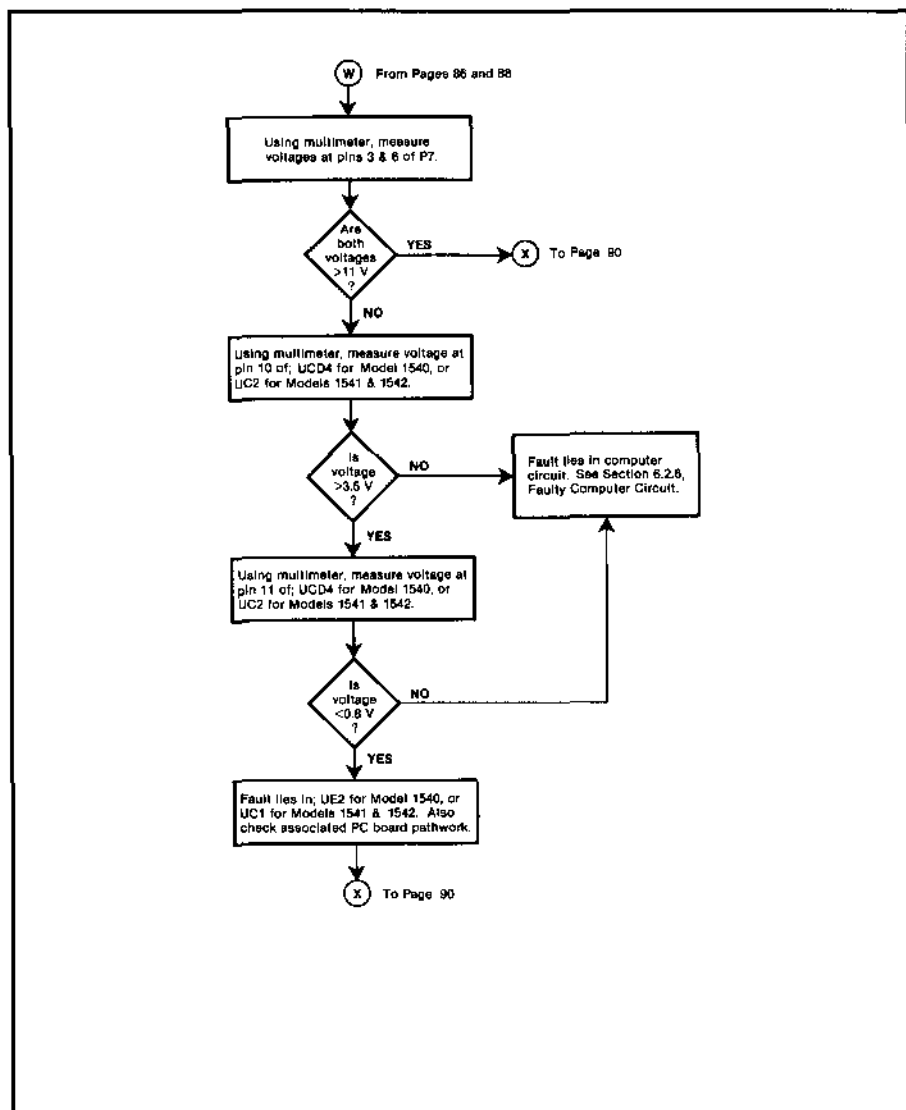 W From Pages 86 and 88
Using multimeter, measure
voltages at pins 3 & 6 of P7.
Are
both
voltages
>11 V
?
YES
X To Page 90
NO
Using multimeter, measure voltage at
pin 10 of; UCD4 for Model 1540, or
UC2 for Models 1541 & 1542.
Is
voltage
>3.5 V
?
NO
Fault lies in computer
circuit. See Section 6.2.6,
Faulty Computer Circuit.
YES
Using multimeter, measure voltage at
pin 11 of; UCD4 for Model 1540, or
UC2 for Models 1541 & 1542.
Is
voltage
<0.8 V
?
NO
YES
Fault lies in; UE2 for Model 1540, or
UC1 for Models 1541 & 1542. Also
check associated PC board pathwork.
X To Page 90